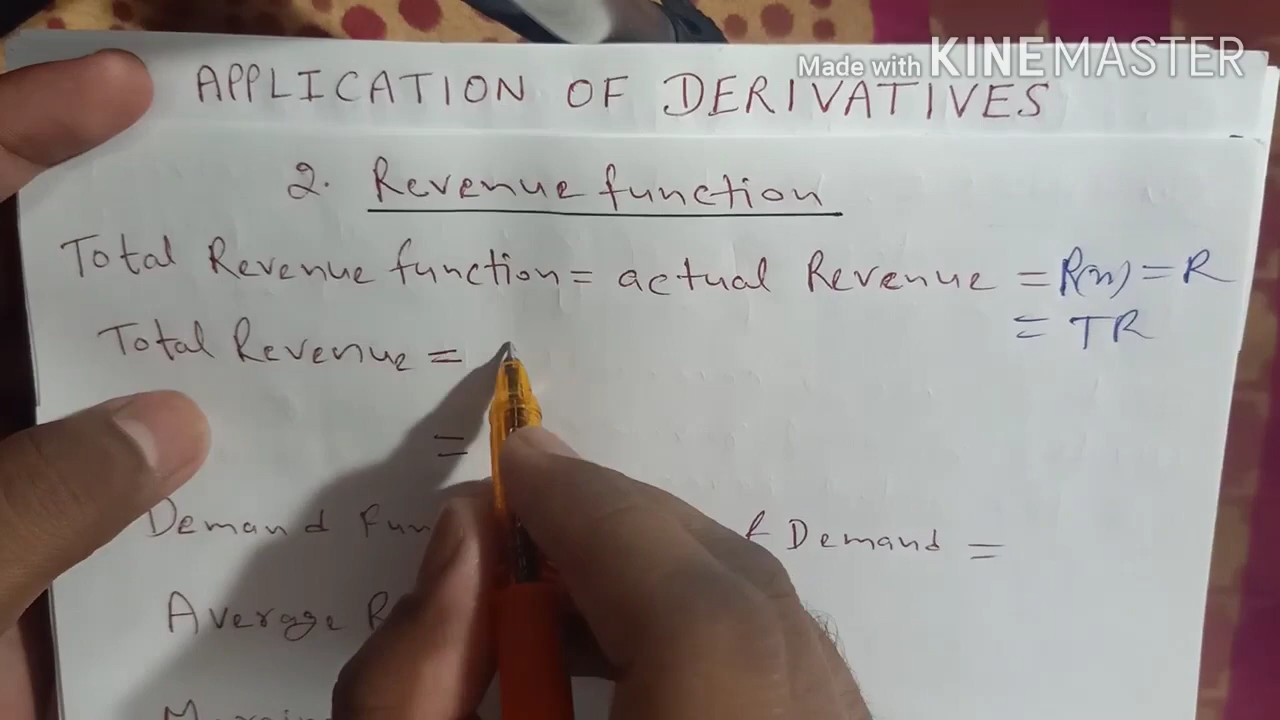 Made with KINEMASTER
APPLICATION OF DERIVATIVES
2. Revenue function
Total Revenue function = actual Revenue = R(x) = R
= TR
Total Revenue =
=
Demand Demand =
Average